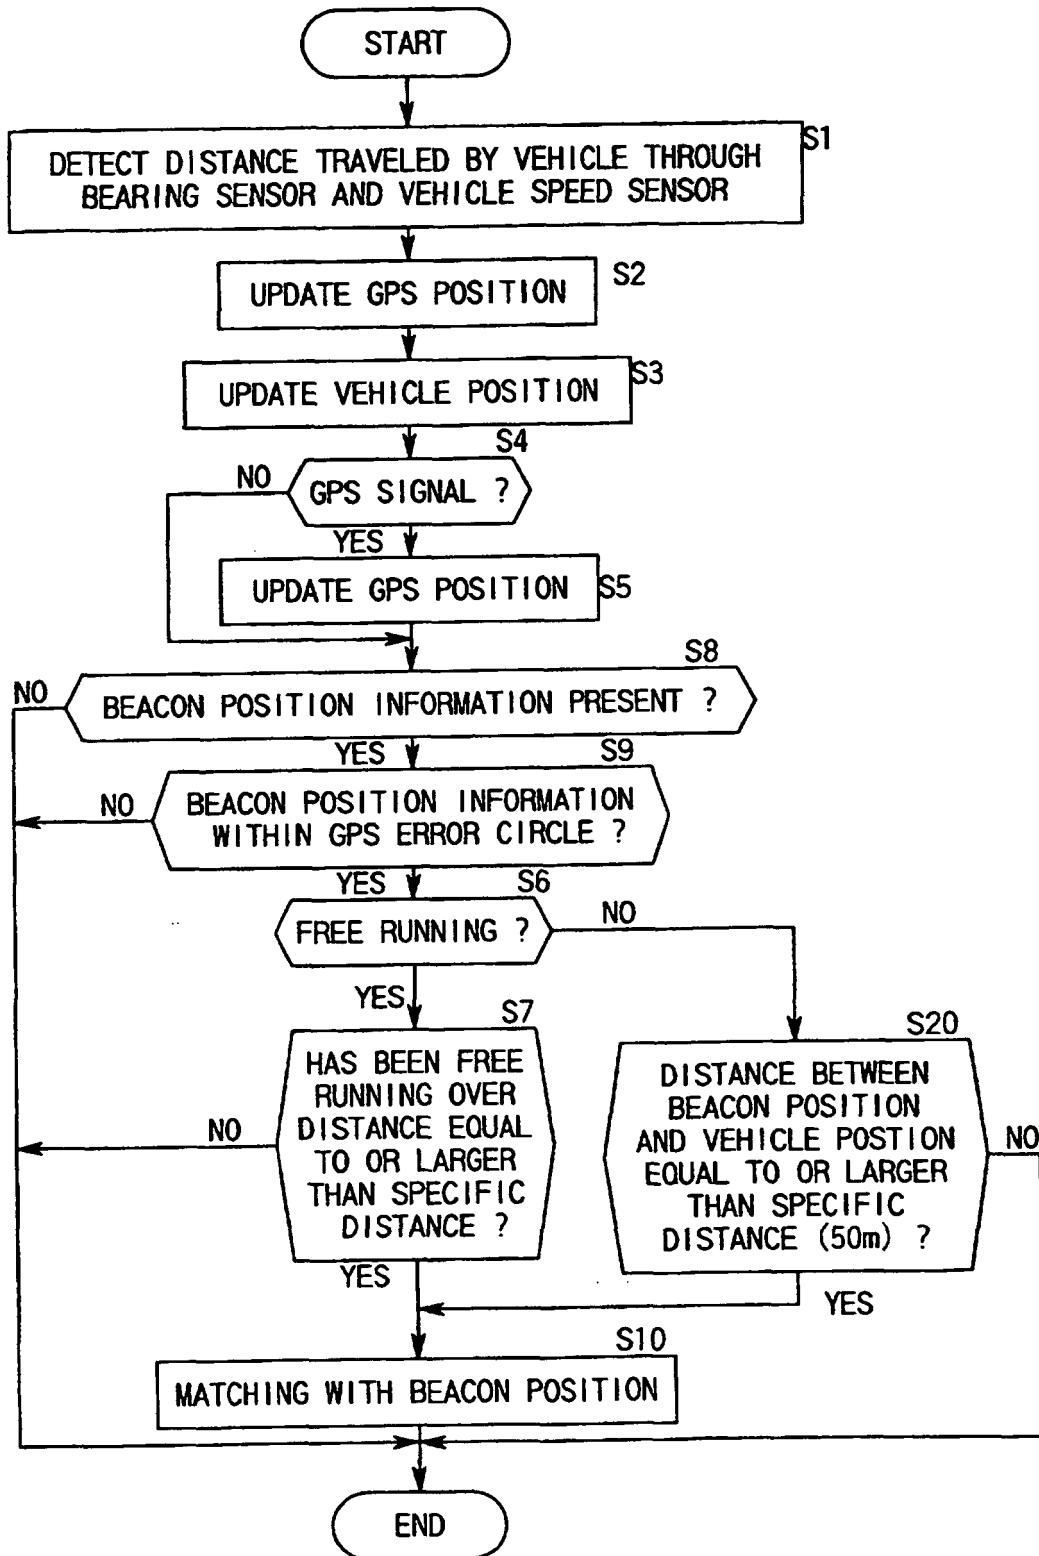 START
S1
DETECT DISTANCE TRAVELED BY VEHICLE THROUGH
BEARING SENSOR AND VEHICLE SPEED SENSOR
S2
UPDATE GPS POSITION
S3
UPDATE VEHICLE POSITION
S4
NO
GPS SIGNAL ?
YES
UPDATE GPS POSITION
S5
S8
NO
BEACON POSITION INFORMATION PRESENT ?
YES
S9
NO
BEACON POSITION INFORMATION
WITHIN GPS ERROR CIRCLE ?
YES
S6
FREE RUNNING ?
NO
YES
S7
HAS BEEN FREE
RUNNING OVER
DISTANCE EQUAL
TO OR LARGER
THAN SPECIFIC
DISTANCE ?
NO
YES
S20
DISTANCE BETWEEN
BEACON POSITION
AND VEHICLE POSTION
EQUAL TO OR LARGER
THAN SPECIFIC
DISTANCE (50m) ?
NO
YES
S10
MATCHING WITH BEACON POSITION
END